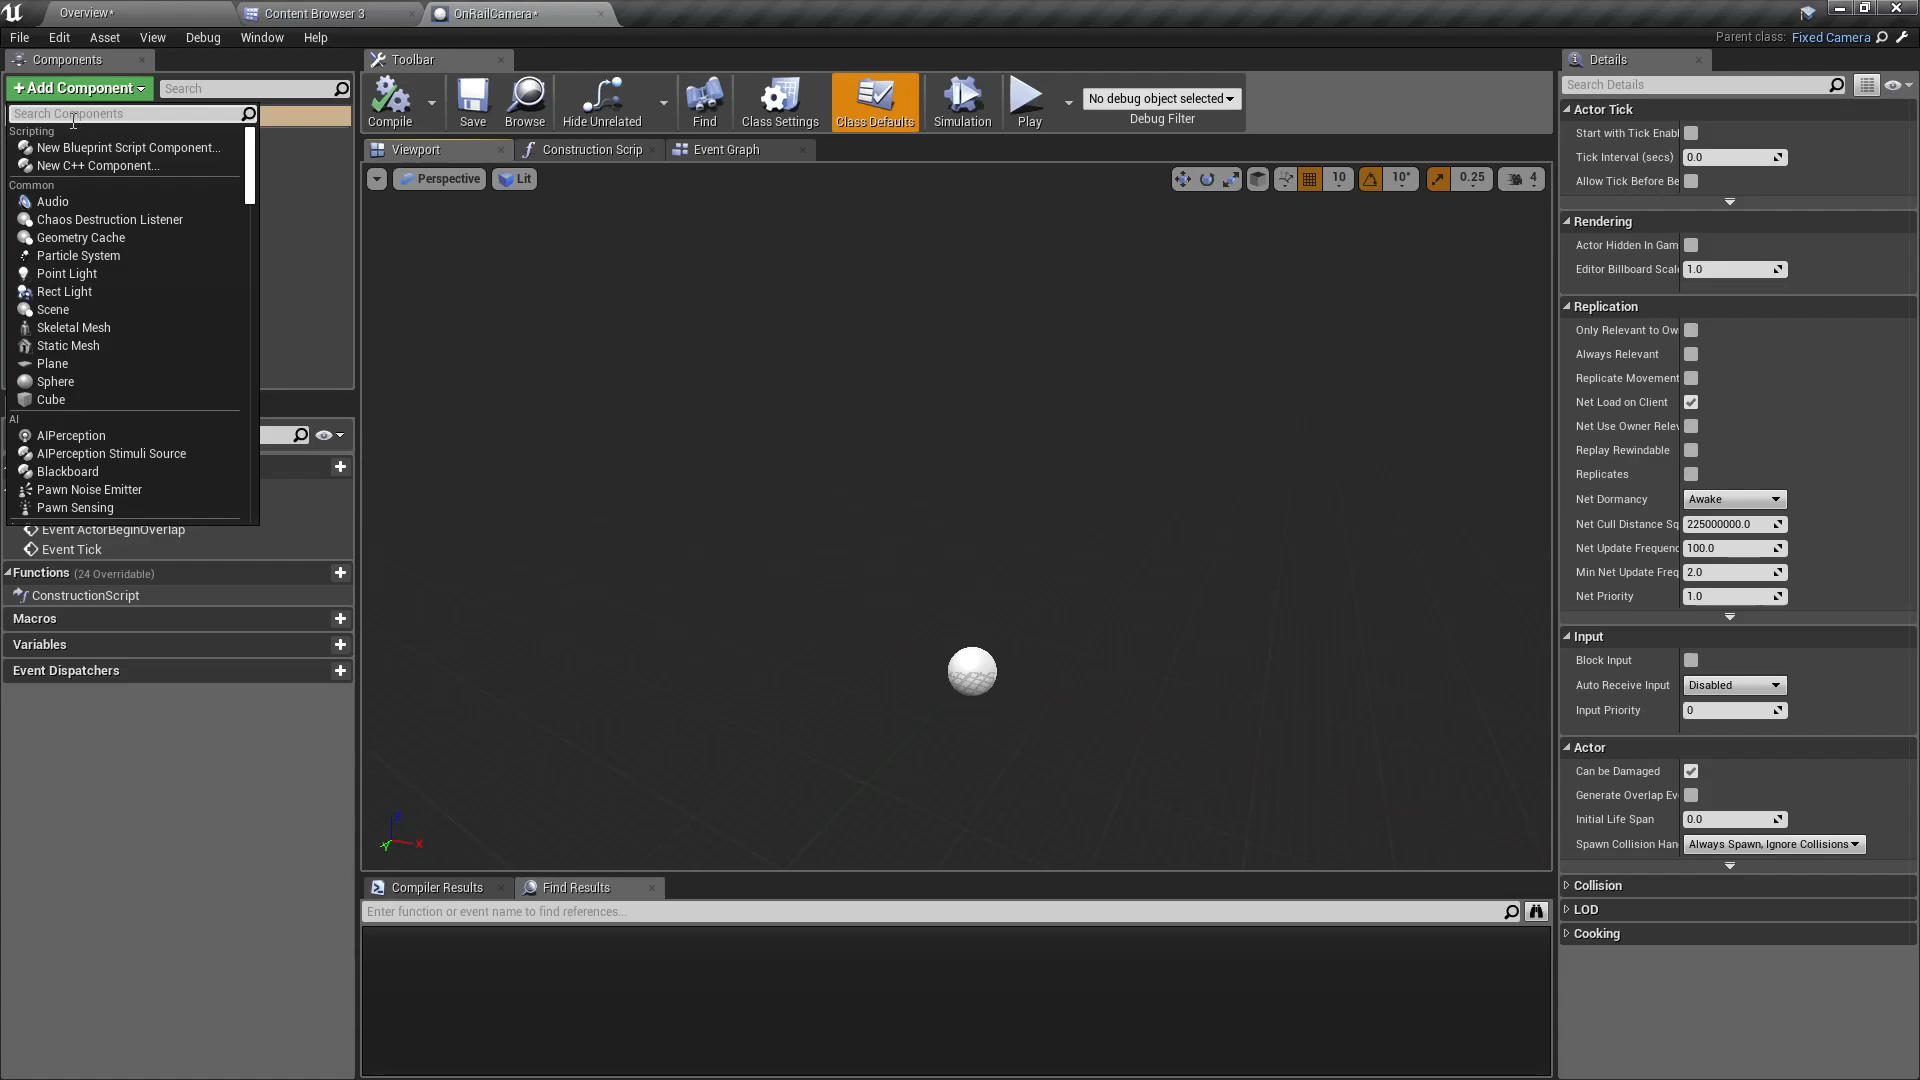 Overview*
Content Browser 3
OnRailCamera*
File Edit Asset View Debug Window Help
Parent class: Fixed Camera
Components
Toolbar
Details
+Add Component
Search
Search Components
Scripting
New Blueprint Script Component...
New C++ Component...
Common
Audio
Chaos Destruction Listener
Geometry Cache
Particle System
Point Light
Rect Light
Scene
Skeletal Mesh
Static Mesh
Plane
Sphere
Cube
AI
AIPerception
AIPerception Stimuli Source
Blackboard
Pawn Noise Emitter
Pawn Sensing
Event ActorBeginOverlap
Event Tick
Functions (24 Overridable)
ConstructionScript
Macros
Variables
Event Dispatchers
Compile Save Browse Hide Unrelated Find Class Settings Class Defaults Simulation Play
No debug object selected
Debug Filter
Viewport
Construction Scrip
Event Graph
Perspective Lit
10 10° 0.25 4
X
Compiler Results
Find Results
Enter function or event name to find references...
Search Details
Actor Tick
Start with Tick Enabl
Tick Interval (secs) 0.0
Allow Tick Before Be
Rendering
Actor Hidden In Gam
Editor Billboard Scal 1.0
Replication
Only Relevant to Ow
Always Relevant
Replicate Movement
Net Load on Client
Net Use Owner Relev
Replay Rewindable
Replicates
Net Dormancy Awake
Net Cull Distance Sq 225000000.0
Net Update Frequenc 100.0
Min Net Update Freq 2.0
Net Priority 1.0
Input
Block Input
Auto Receive Input Disabled
Input Priority 0
Actor
Can be Damaged
Generate Overlap Ev
Initial Life Span 0.0
Spawn Collision Han Always Spawn, Ignore Collisions
Collision
LOD
Cooking